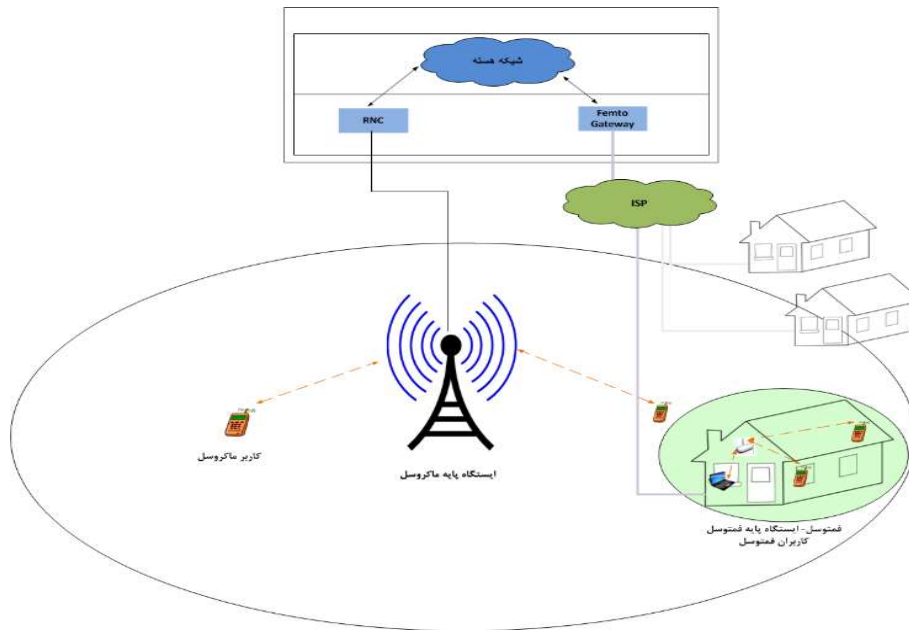 شبکه هسته
RNC
Femto
Gateway
ISP
کاربر ماکروسل
ایستگاه پایه ماکروسل
فمتوسل- ایستگاه پایه فمتوسل
کاربران فمتوسل